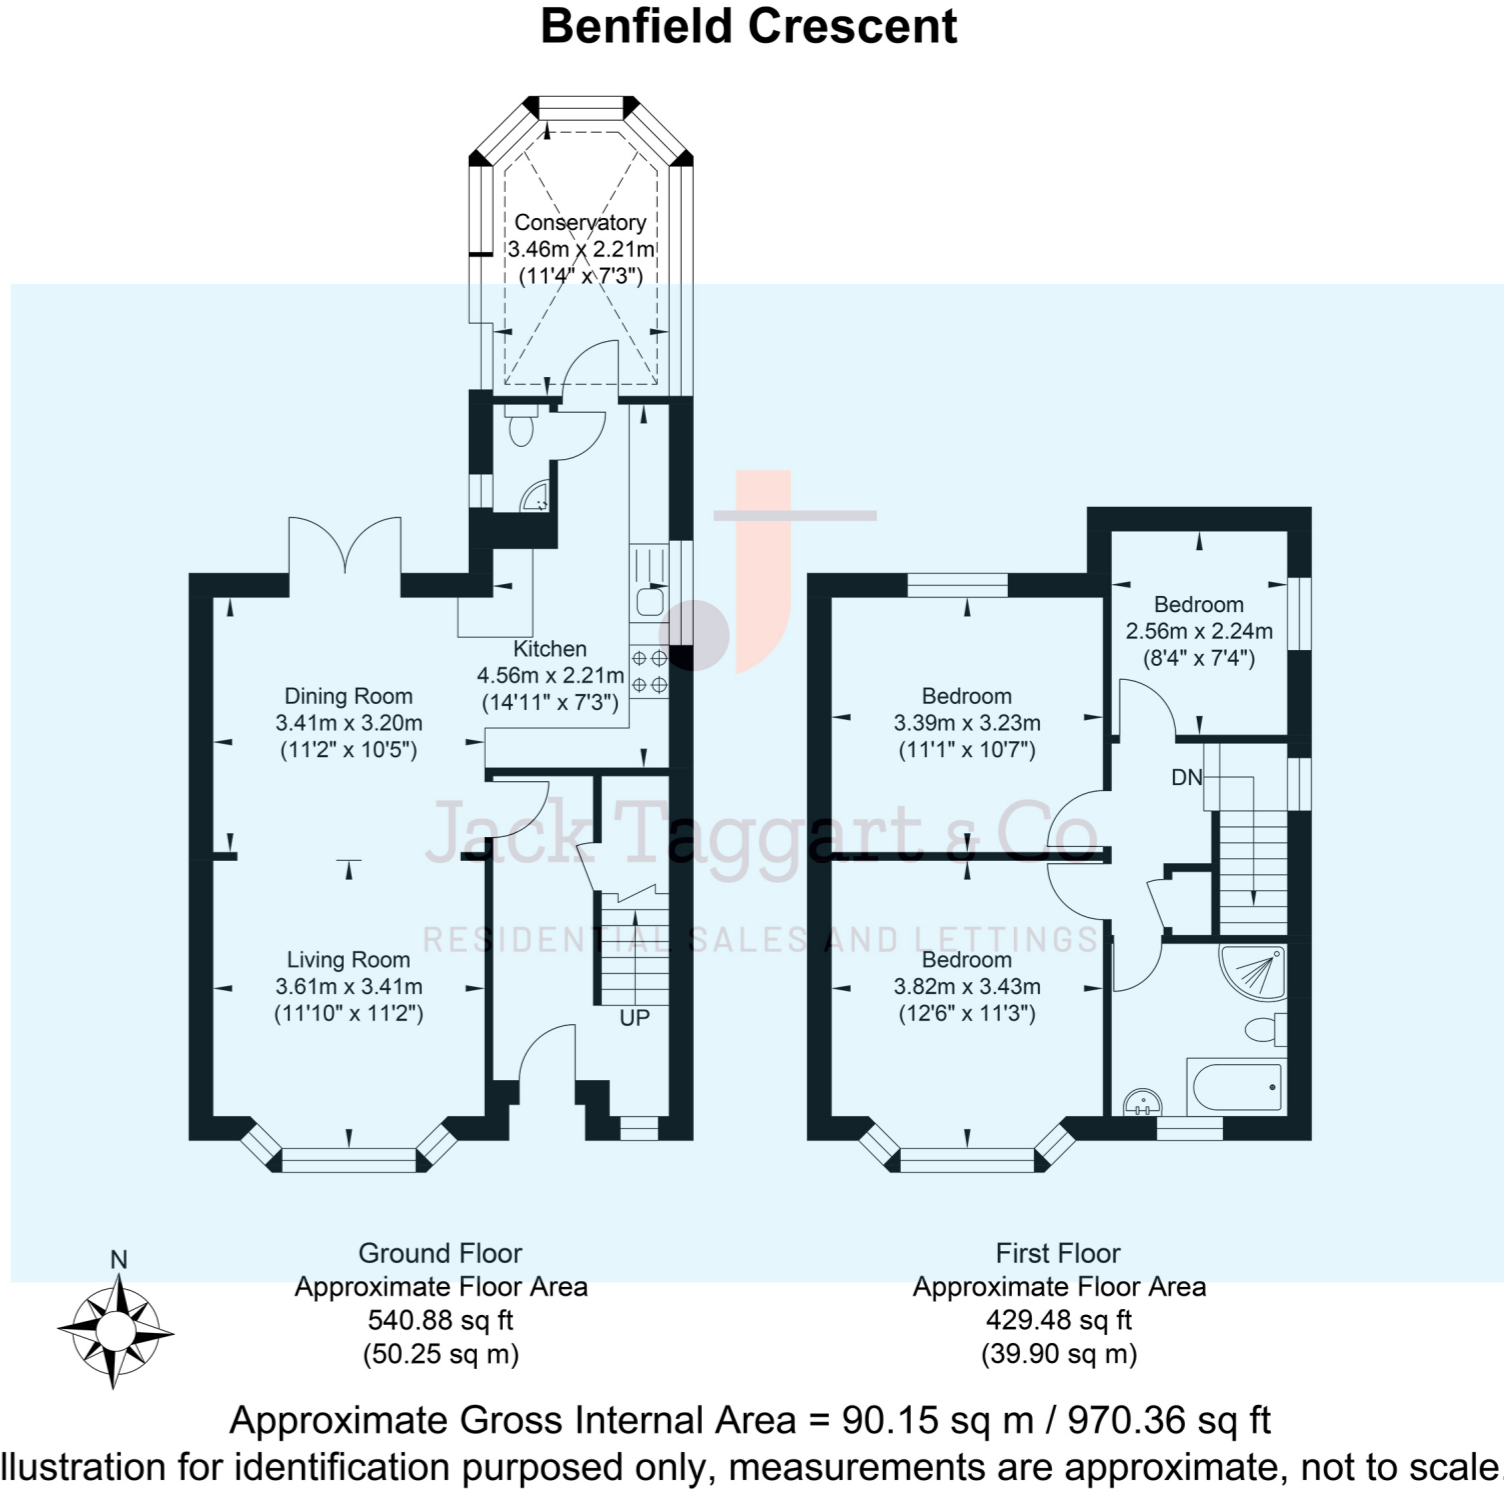 Benfield Crescent
Conservatory
3.46m x 2.21m
(11'4" x 7'3")
Kitchen
4.56m x 2.21m
(14'11" x 7'3")
Dining Room
3.41m x 3.20m
(11'2" x 10'5")
Living Room
3.61m x 3.41m
(11'10" x 11'2")
UP
Bedroom
2.56m x 2.24m
(8'4" x 7'4")
Bedroom
3.39m x 3.23m
(11'1" x 10'7")
DN
Bedroom
3.82m x 3.43m
(12'6" x 11'3")
Jack Taggart & Co
RESIDENTIAL SALES AND LETTINGS
N
Ground Floor
Approximate Floor Area
540.88 sq ft
(50.25 sq m)
First Floor
Approximate Floor Area
429.48 sq ft
(39.90 sq m)
Approximate Gross Internal Area = 90.15 sq m / 970.36 sq ft
llustration for identification purposed only, measurements are approximate, not to scale.